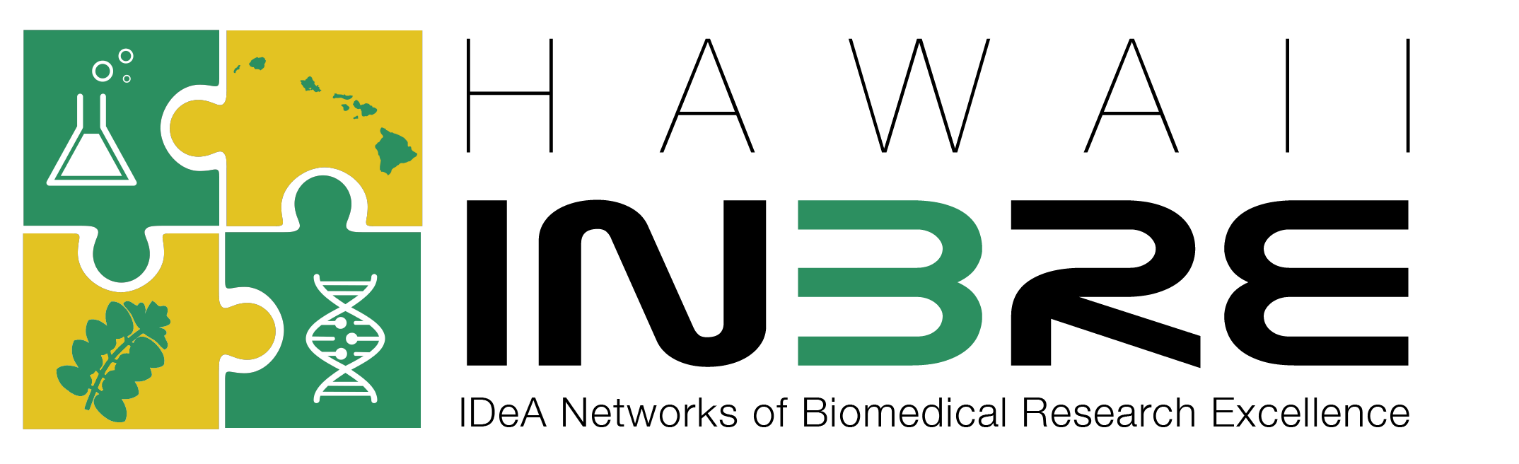 HAWAII
INBRE
IDeA Networks of Biomedical Research Excellence